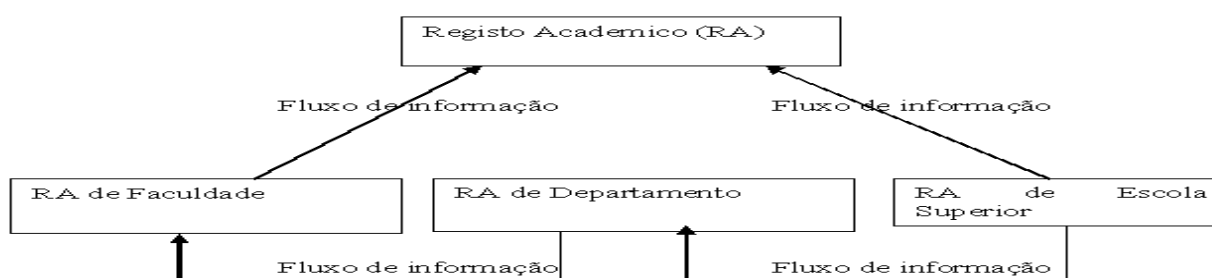 Registo Academico (RA)
Fluxo de informação
Fluxo de informação
RA de Faculdade
RA de Departamento
RA de Escola
Superior
Fluxo de informação
Fluxo de informação